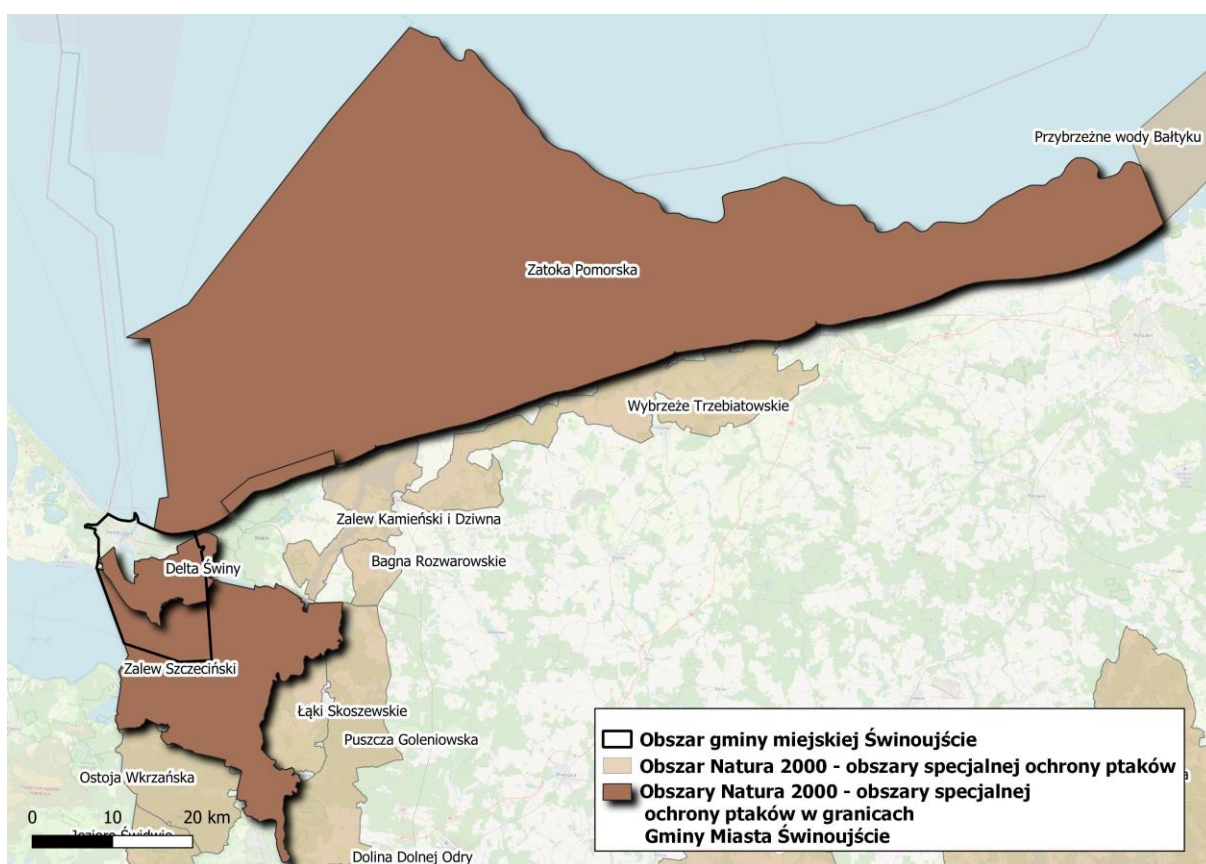 Przybrzeżne wody Bałtyku
Zatoka Pomorska
Wybrzeże Trzebiatowskie
Zalew Kamieński i Dziwna
Bagna Rozwarowskie
Delta Świny
Zalew Szczeciński
Łąki Skoszewskie
Puszcza Goleniowska
Ostoja Wkrzańska
0 10 20 km
Jezioro Świdwie
Dolina Dolnej Odry
Obszar gminy miejskiej Świnoujście
Obszar Natura 2000 - obszary specjalnej ochrony ptaków
Obszary Natura 2000 - obszary specjalnej
ochrony ptaków w granicach
Gminy Miasta Świnoujście